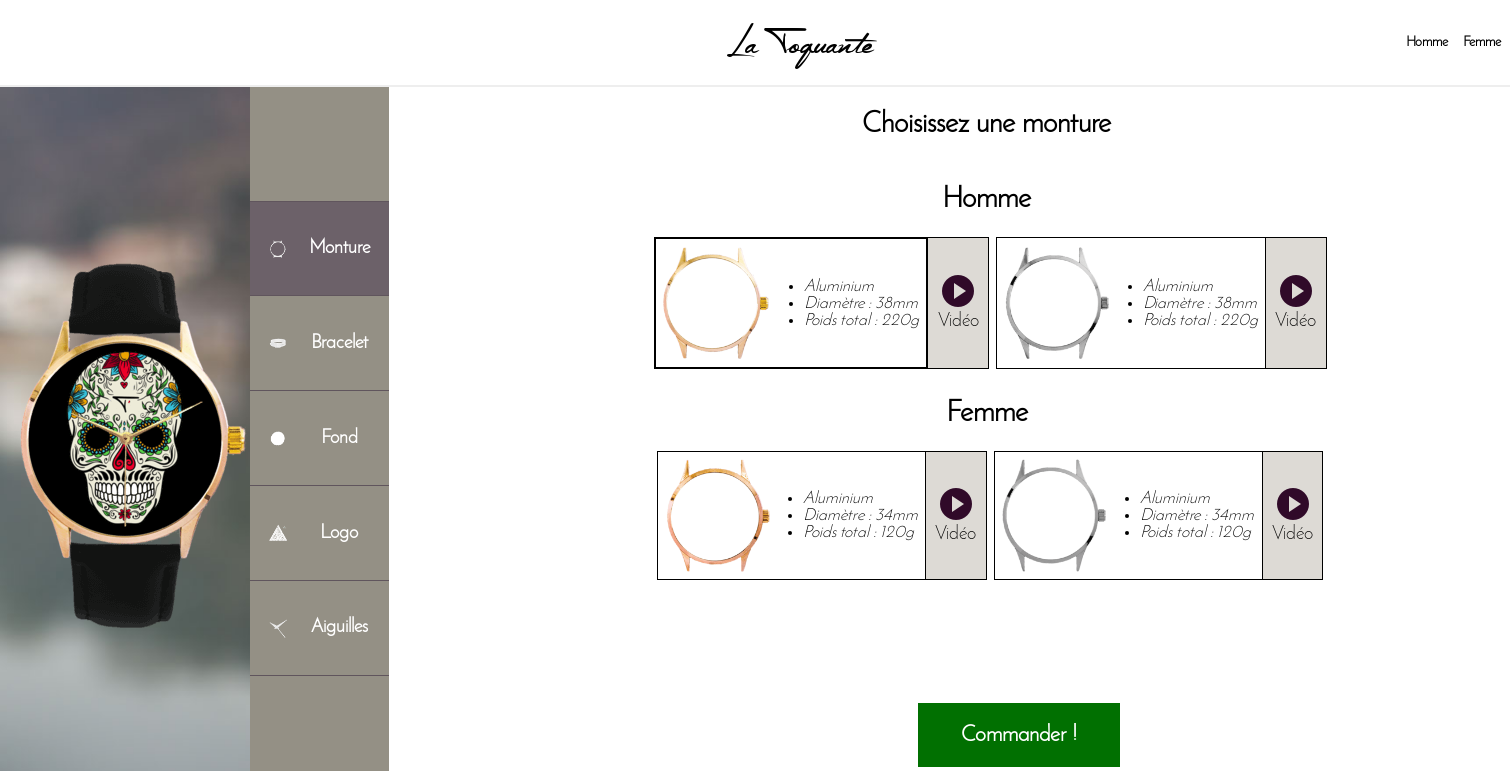 La Toquante
Homme Femme
Choisissez une monture
Homme
Monture
Aluminium
Diamètre : 38mm
Poids total : 220g
Vidéo
Aluminium
Diamètre : 38mm
Poids total : 220g
Vidéo
Bracelet
Femme
Fond
Aluminium
Diamètre : 34mm
Poids total : 120g
Vidéo
Aluminium
Diamètre : 34mm
Poids total : 120g
Vidéo
Logo
Aiguilles
Commander !